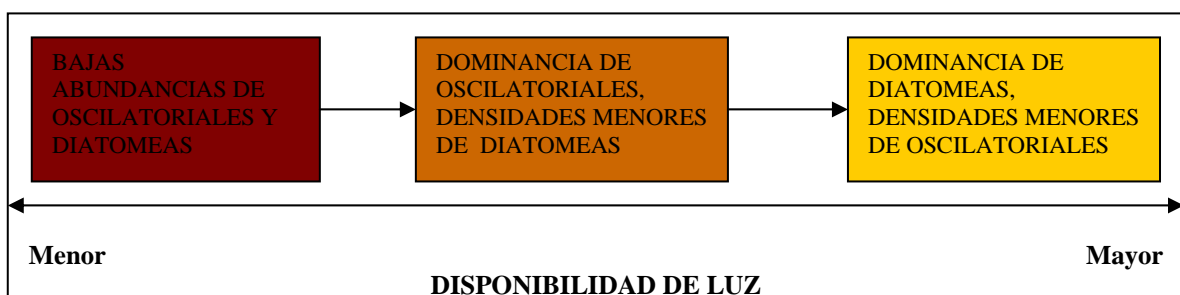 BAJAS
ABUNDANCIAS DE
OSCILATORIALES Y
DIATOMEAS
DOMINANCIA DE
OSCILATORIALES,
DENSIDADES MENORES
DE DIATOMEAS
DOMINANCIA DE
DIATOMEAS,
DENSIDADES MENORES
DE OSCILATORIALES
Menor
Mayor
DISPONIBILIDAD DE LUZ